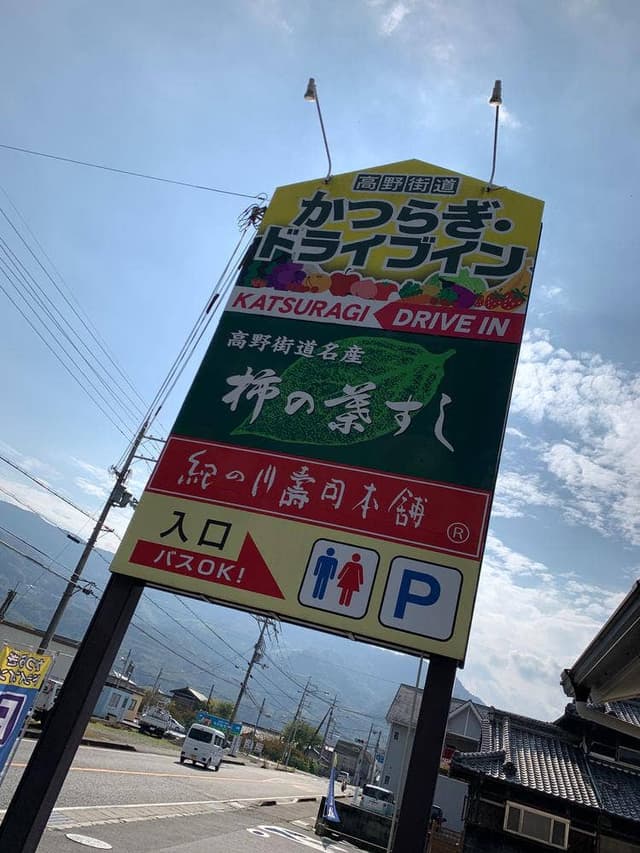 高野街道
かつらぎ・
ドライブイン
KATSURAGI DRIVE IN
高野街道名産
柿の葉すし
紀の川壽司本舗®
入口
バスOK!
P